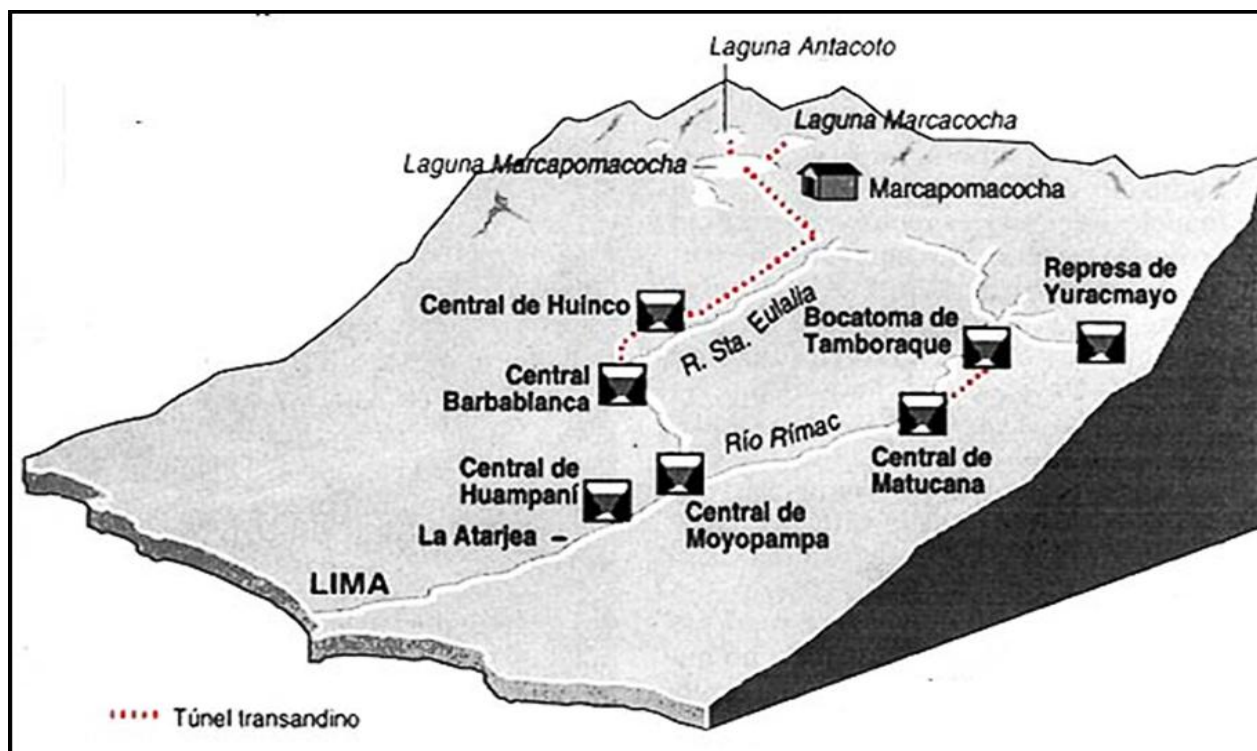 Laguna Antacoto
Laguna Marcacocha
Laguna Marcapomacocha
Marcapomacocha
Represa de
Yuracmayo
Central de Huinco
R. Sta. Eulalia
Bocatoma de
Tamboraque
Central
Barbablanca
Río Rímac
Central de
Matucana
Central de
Huampaní
Central de
Moyopampa
La Atarjea
LIMA
Túnel transandino